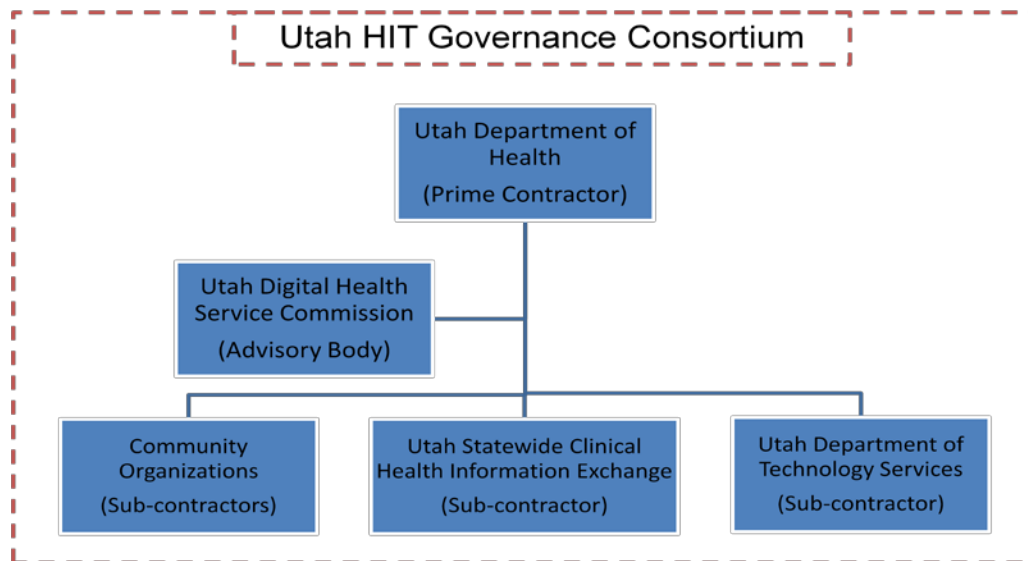 Utah HIT Governance Consortium
Utah Department of
Health
(Prime Contractor)
Utah Digital Health
Service Commission
(Advisory Body)
Community
Organizations
(Sub-contractors)
Utah Statewide Clinical
Health Information Exchange
(Sub-contractor)
Utah Department of
Technology Services
(Sub-contractor)